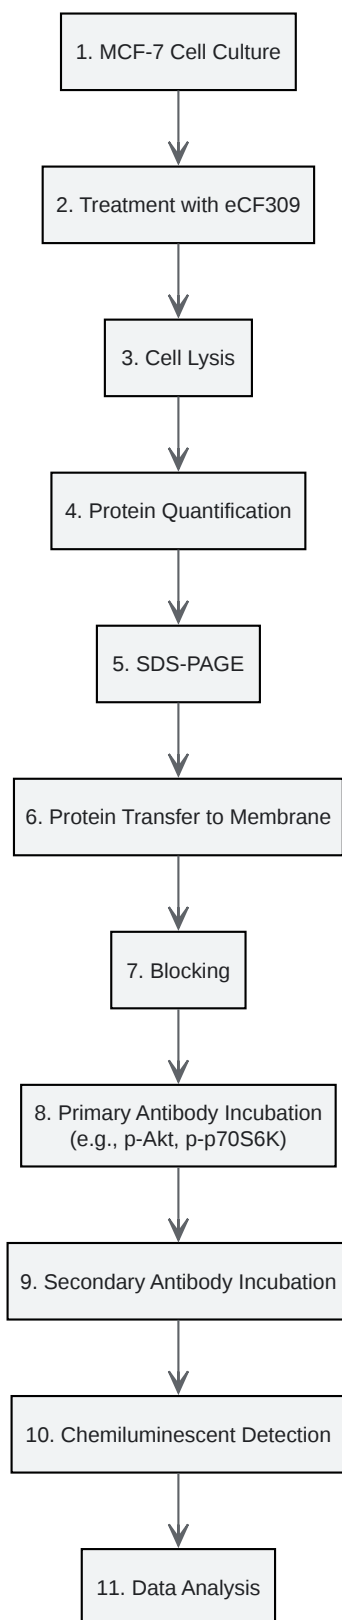 1. MCF-7 Cell Culture
2. Treatment with eCF309
3. Cell Lysis
4. Protein Quantification
5. SDS-PAGE
6. Protein Transfer to Membrane
7. Blocking
8. Primary Antibody Incubation
(e.g., p-Akt, p-p70S6K)
9. Secondary Antibody Incubation
10. Chemiluminescent Detection
11. Data Analysis